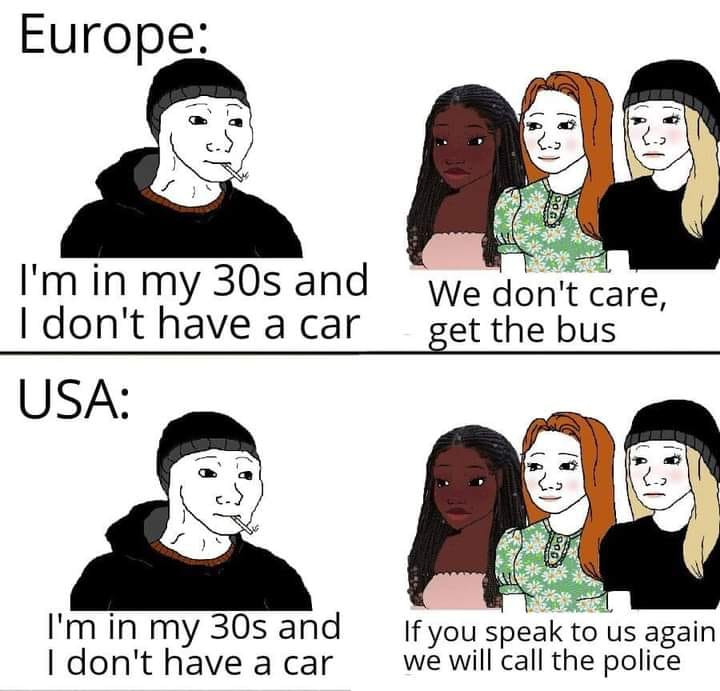 Europe:
I'm in my 30s and
I don't have a car
We don't care,
get the bus
USA:
I'm in my 30s and
I don't have a car
If you speak to us again
we will call the police